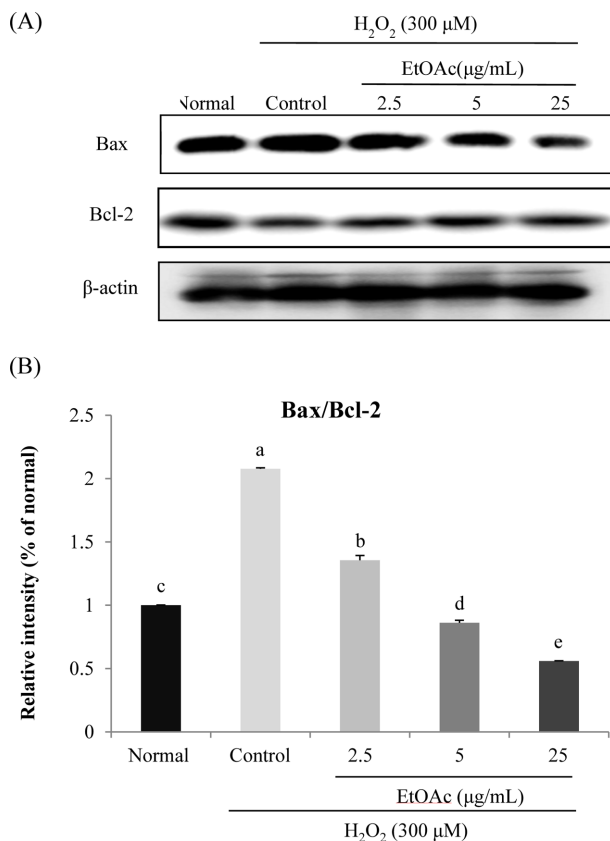 (A)
H₂O₂ (300 μM)
EtOAc(μg/mL)
Normal Control 2.5 5 25
Bax
Bcl-2
β-actin
(B)
Bax/Bcl-2
Relative intensity (% of normal)
2.5
2
1.5
1
0.5
0
c a b d e
Normal Control 2.5 5 25
EtOAc (μg/mL)
H₂O₂ (300 μM)